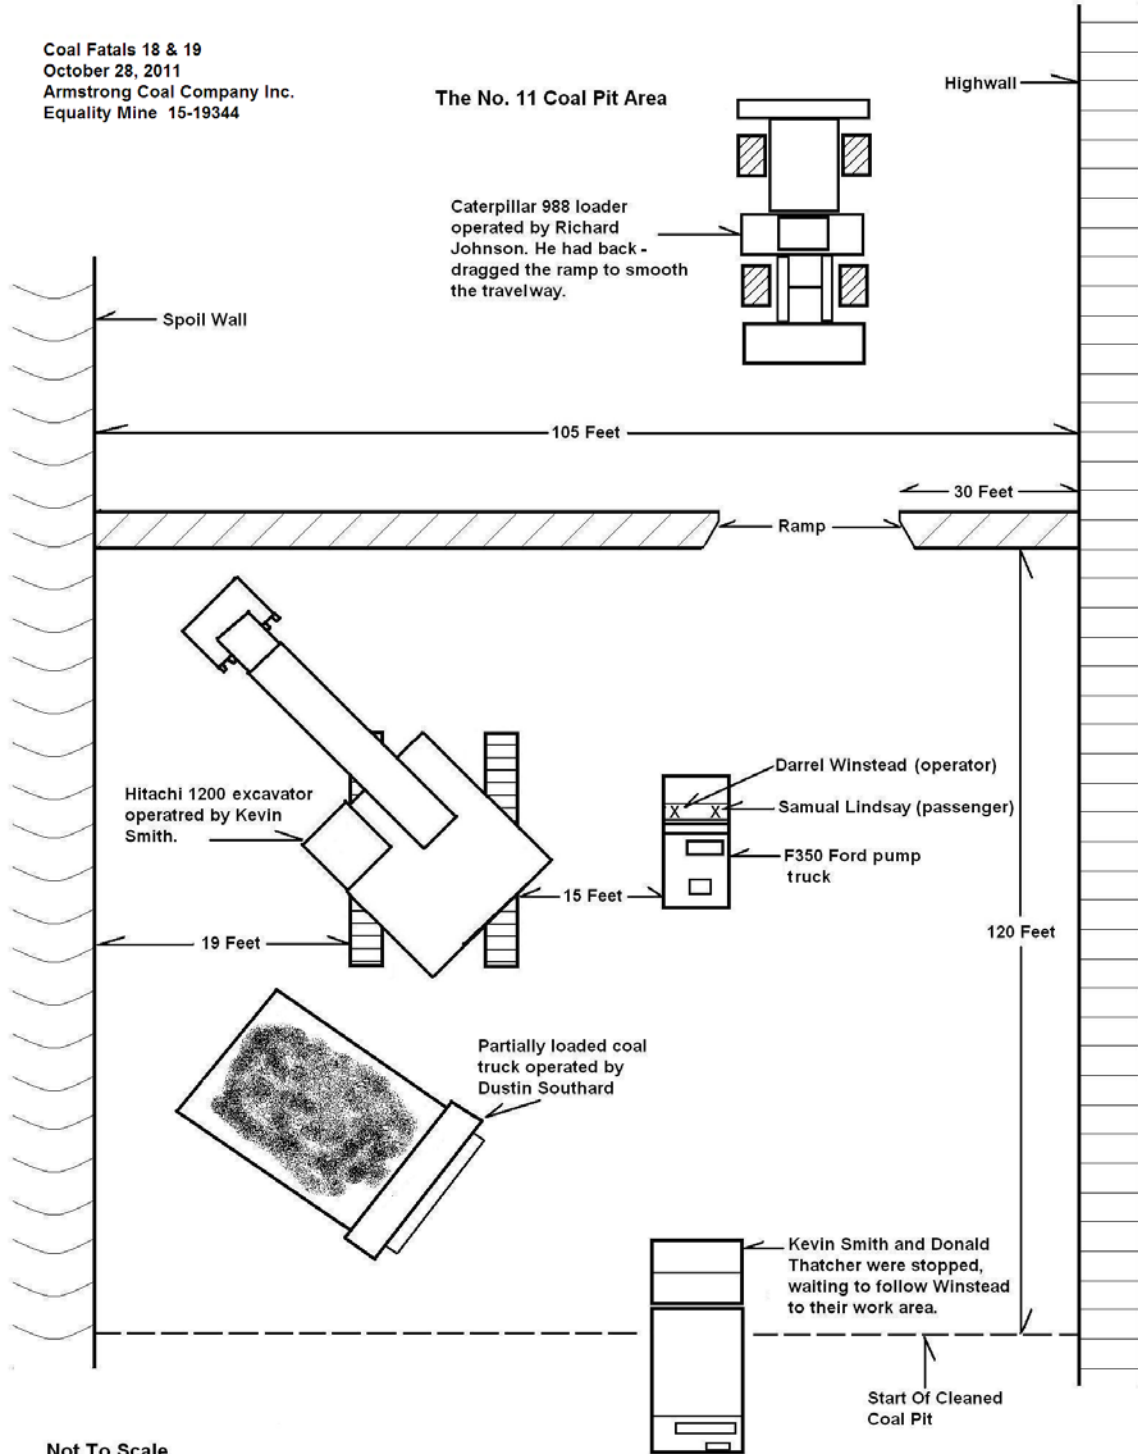 Coal Fatals 18 & 19
October 28, 2011
Armstrong Coal Company Inc.
Equality Mine  15-19344
The No. 11 Coal Pit Area
Highwall
Caterpillar 988 loader
operated by Richard
Johnson. He had back -
dragged the ramp to smooth
the travelway.
Spoil Wall
105 Feet
30 Feet
Ramp
Darrel Winstead (operator)
Samual Lindsay (passenger)
X X
Hitachi 1200 excavator
operatred by Kevin
Smith.
F350 Ford pump
truck
15 Feet
19 Feet
120 Feet
Partially loaded coal
truck operated by
Dustin Southard
Kevin Smith and Donald
Thatcher were stopped,
waiting to follow Winstead
to their work area.
Start Of Cleaned
Coal Pit
Not To Scale